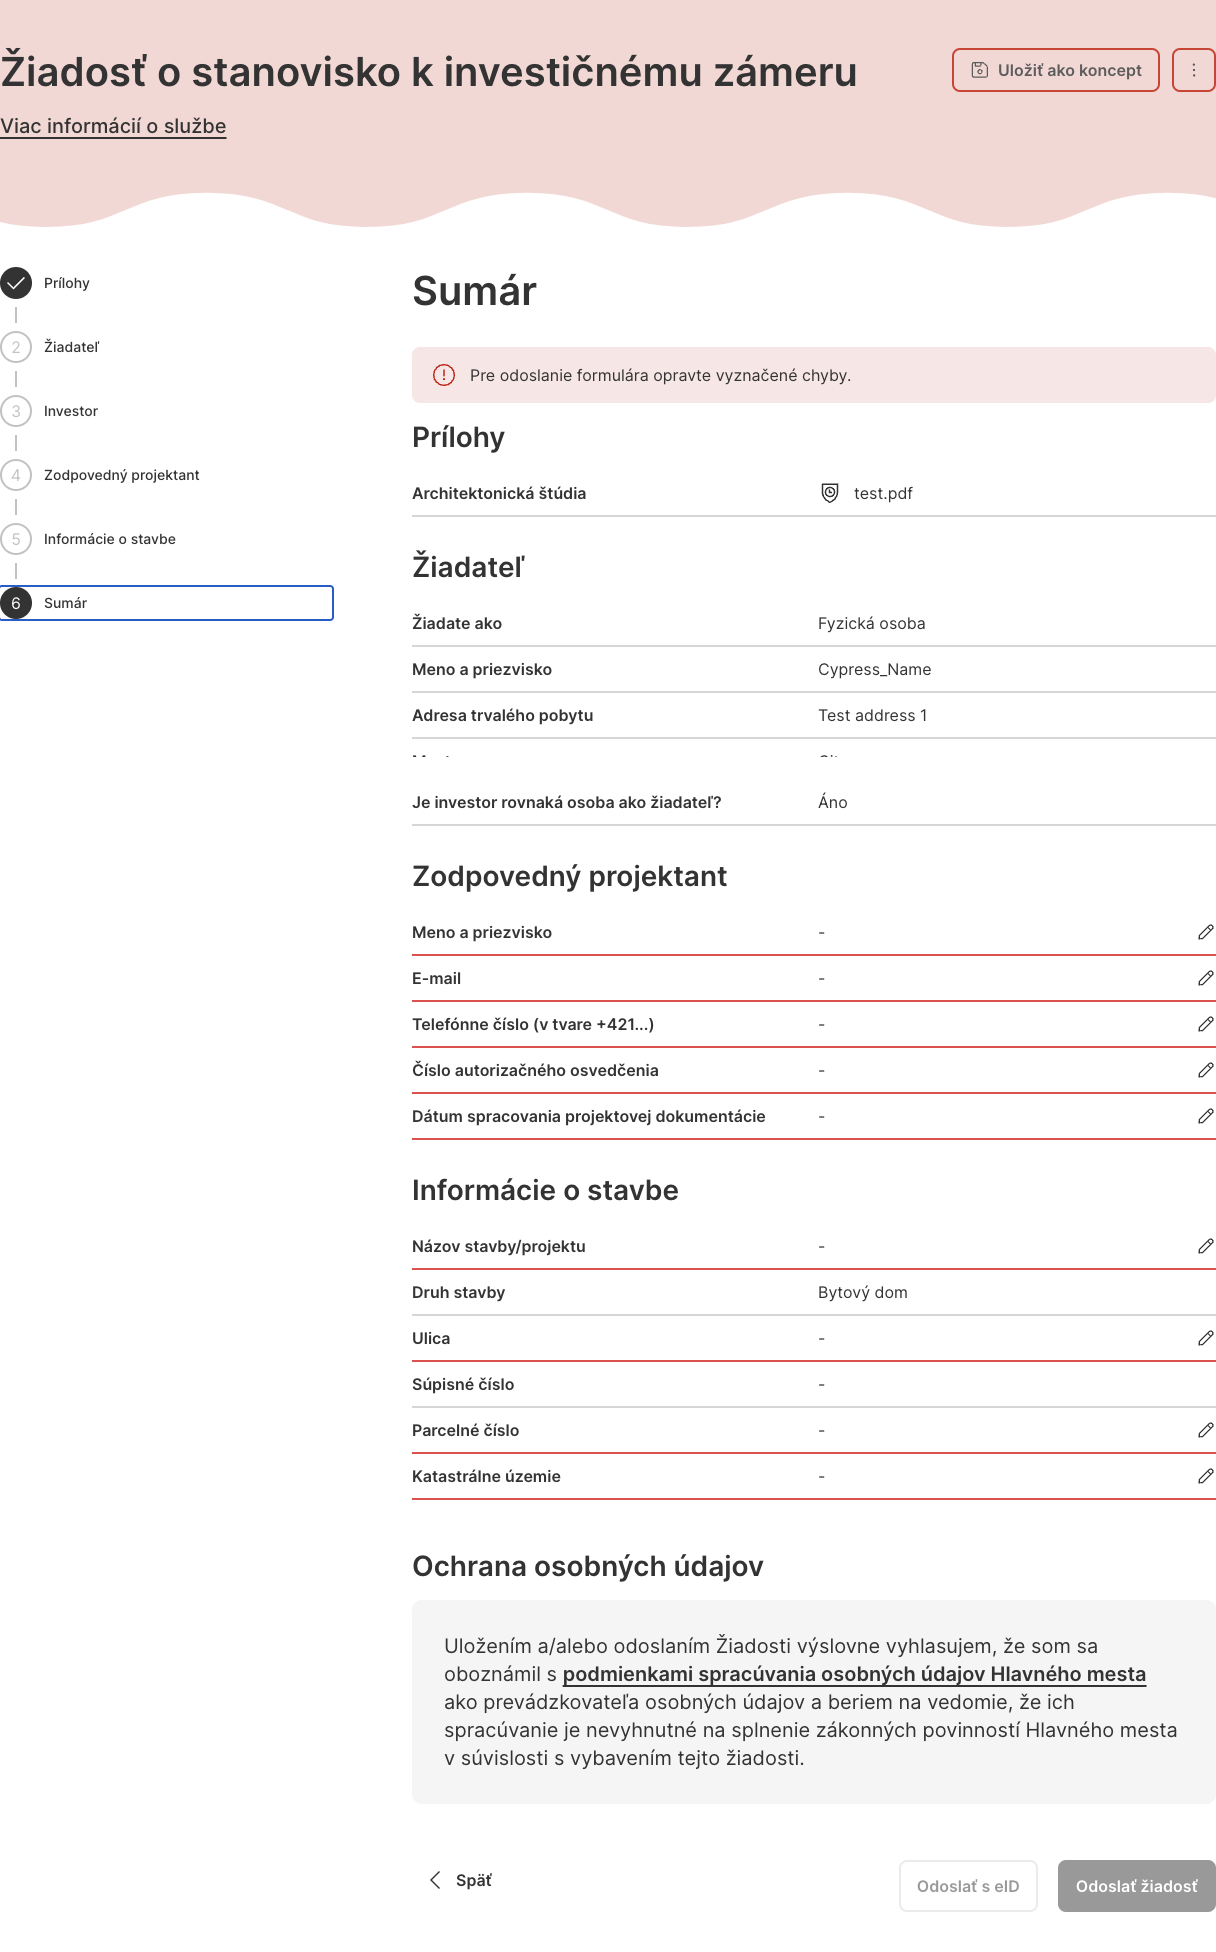 Žiadosť o stanovisko k investičnému zámeru
Uložiť ako koncept
Viac informácií o službe
Prílohy
2 Žiadateľ
3 Investor
4 Zodpovedný projektant
5 Informácie o stavbe
6 Sumár
Sumár
Pre odoslanie formulára opravte vyznačené chyby.
Prílohy
Architektonická štúdia test.pdf
Žiadateľ
Žiadate ako Fyzická osoba
Meno a priezvisko Cypress_Name
Adresa trvalého pobytu Test address 1
Je investor rovnaká osoba ako žiadateľ? Áno
Zodpovedný projektant
Meno a priezvisko -
E-mail -
Telefónne číslo (v tvare +421...) -
Číslo autorizačného osvedčenia -
Dátum spracovania projektovej dokumentácie -
Informácie o stavbe
Názov stavby/projektu -
Druh stavby Bytový dom
Ulica -
Súpisné číslo -
Parcelné číslo -
Katastrálne územie -
Ochrana osobných údajov
Uložením a/alebo odoslaním Žiadosti výslovne vyhlasujem, že som sa
oboznámil s podmienkami spracúvania osobných údajov Hlavného mesta
ako prevádzkovateľa osobných údajov a beriem na vedomie, že ich
spracúvanie je nevyhnutné na splnenie zákonných povinností Hlavného mesta
v súvislosti s vybavením tejto žiadosti.
Späť
Odoslať s eID
Odoslať žiadosť